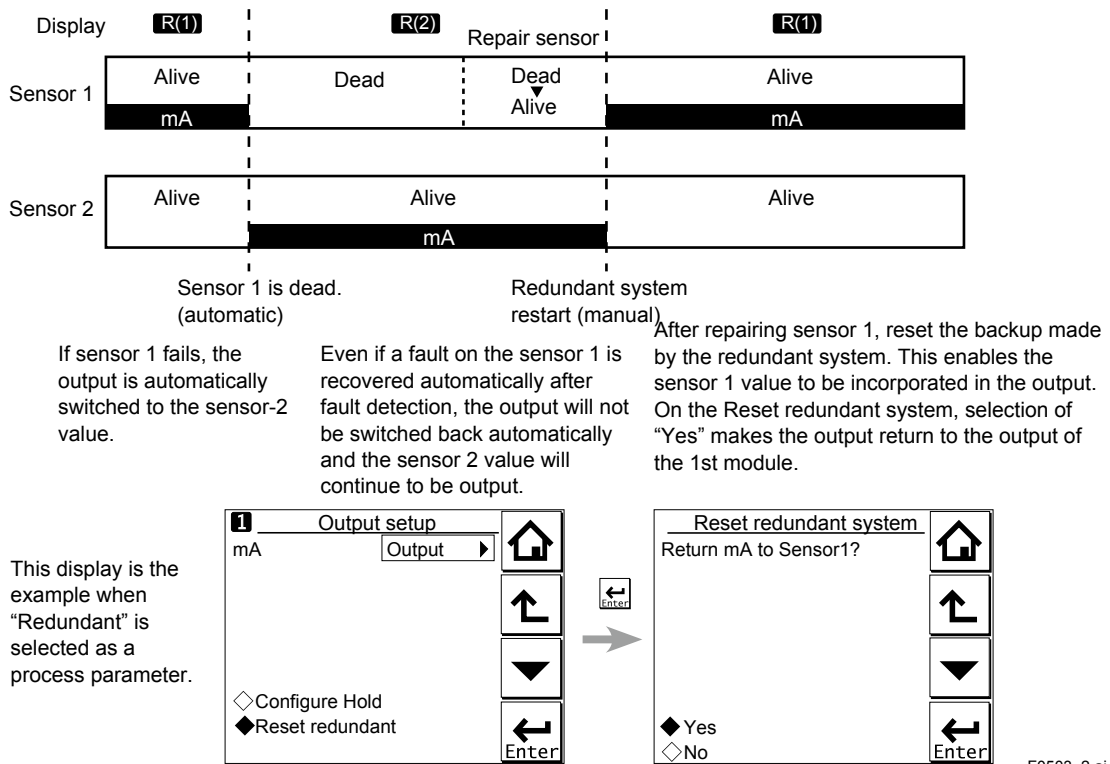 Display
R(1)
R(2)
Repair sensor
R(1)
Sensor 1
Alive
Dead
Dead
Alive
Alive
mA
mA
Sensor 2
Alive
Alive
Alive
mA
Sensor 1 is dead.
(automatic)
Redundant system
restart (manual)
If sensor 1 fails, the
output is automatically
switched to the sensor-2
value.
Even if a fault on the sensor 1 is
recovered automatically after
fault detection, the output will not
be switched back automatically
and the sensor 2 value will
continue to be output.
After repairing sensor 1, reset the backup made
by the redundant system. This enables the
sensor 1 value to be incorporated in the output.
On the Reset redundant system, selection of
“Yes” makes the output return to the output of
the 1st module.
This display is the
example when
“Redundant” is
selected as a
process parameter.
1 Output setup
mA Output
Configure Hold
Reset redundant
Enter
Enter
Reset redundant system
Return mA to Sensor1?
Yes
No
Enter